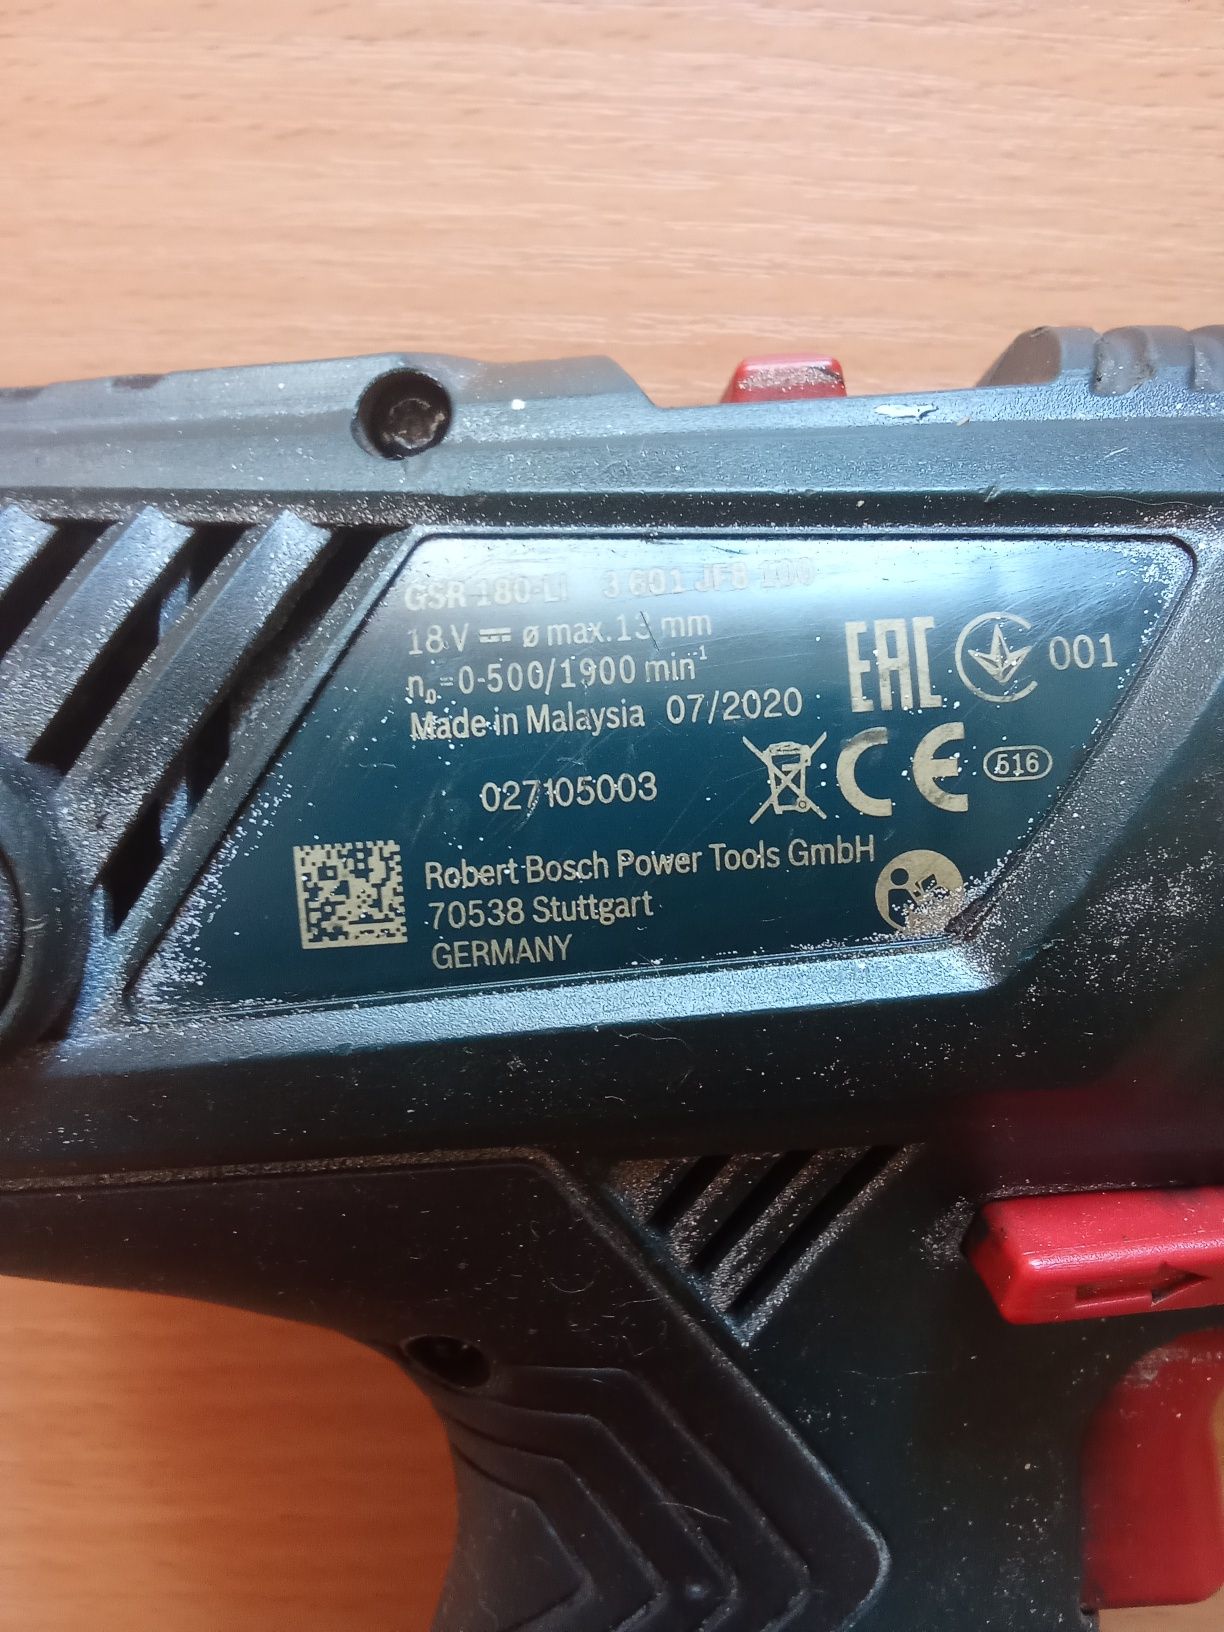 GSR 180-LI 3 601 JF8 100
18 V ⎓ ø max.13 mm
n₀=0-500/1900 min⁻¹
Made in Malaysia 07/2020
EAC 001
027105003
CE 516
Robert Bosch Power Tools GmbH
70538 Stuttgart
GERMANY